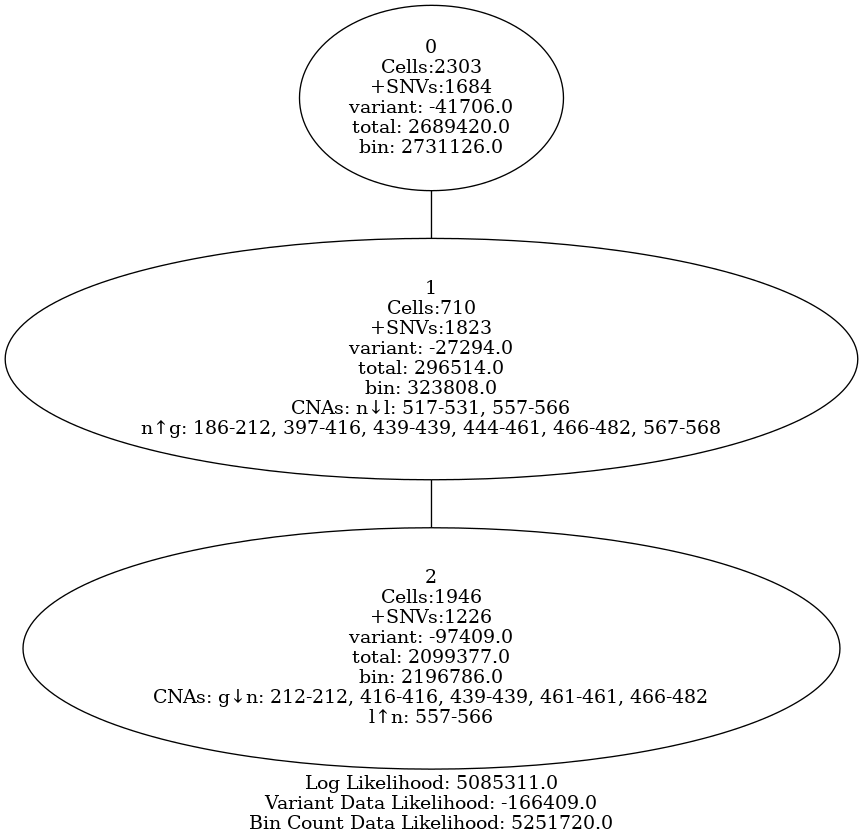 0
Cells:2303
+SNVs:1684
variant: -41706.0
total: 2689420.0
bin: 2731126.0
1
Cells:710
+SNVs:1823
variant: -27294.0
total: 296514.0
bin: 323808.0
CNAs: n↓l: 517-531, 557-566
n↑g: 186-212, 397-416, 439-439, 444-461, 466-482, 567-568
2
Cells:1946
+SNVs:1226
variant: -97409.0
total: 2099377.0
bin: 2196786.0
CNAs: g↓n: 212-212, 416-416, 439-439, 461-461, 466-482
l↑n: 557-566
Log Likelihood: 5085311.0
Variant Data Likelihood: -166409.0
Bin Count Data Likelihood: 5251720.0